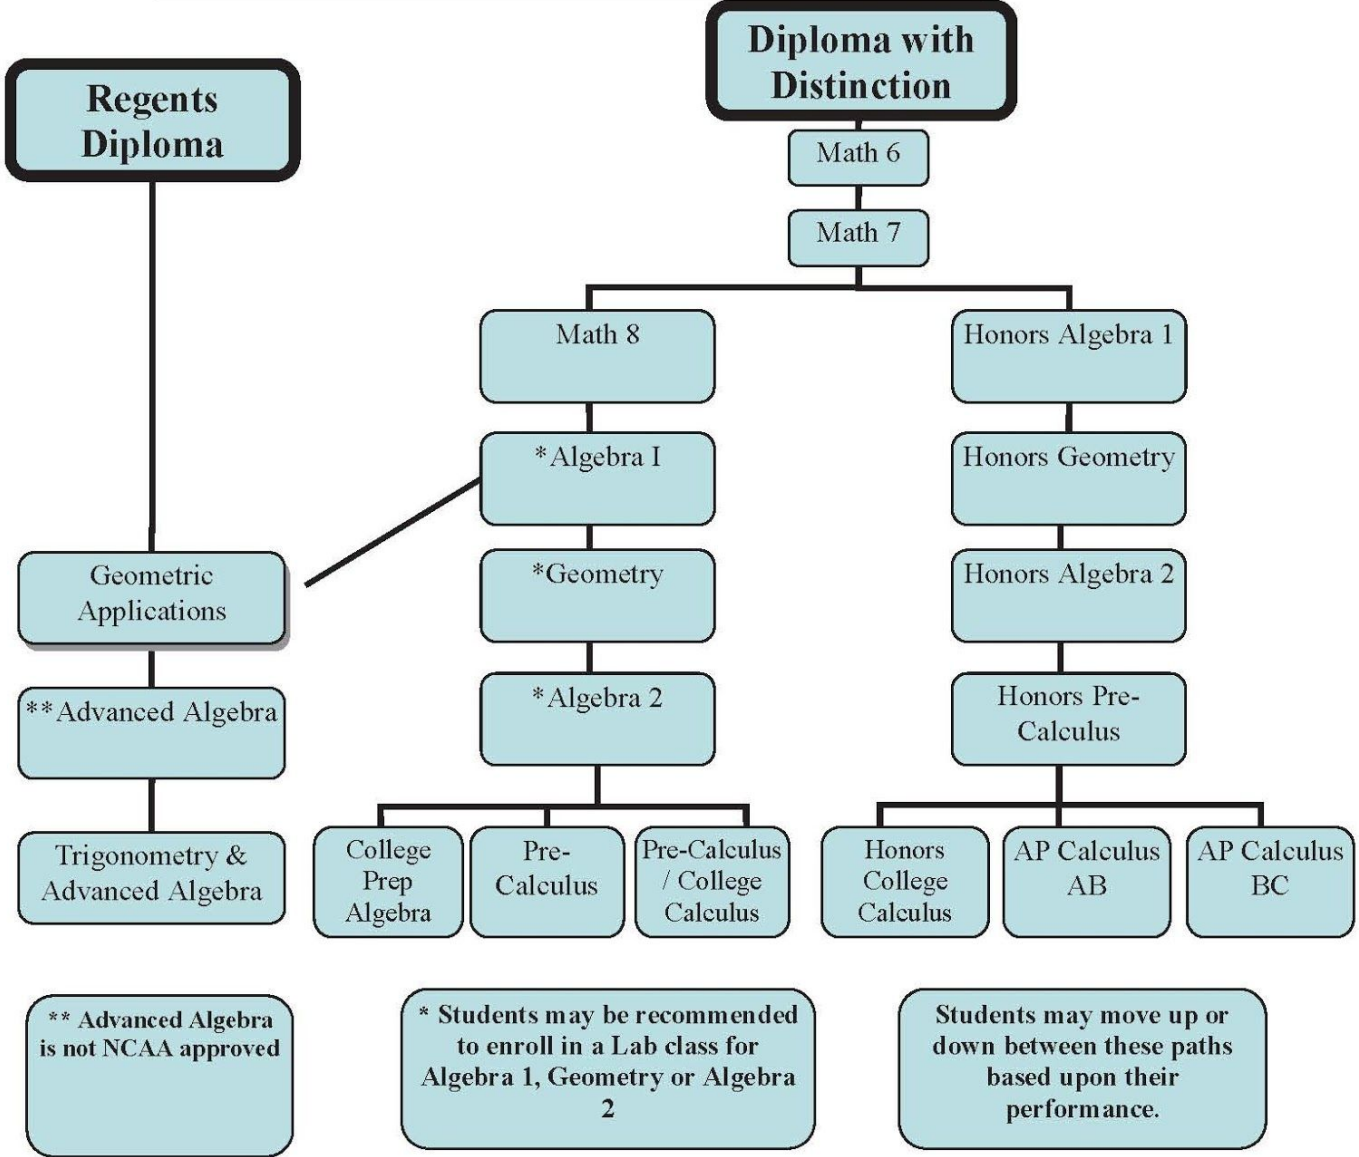 Diploma with
Distinction
Regents
Diploma
Math 6
Math 7
Math 8
Honors Algebra 1
*Algebra I
Honors Geometry
Geometric
Applications
*Geometry
Honors Algebra 2
**Advanced Algebra
*Algebra 2
Honors Pre-
Calculus
Trigonometry &
Advanced Algebra
College
Prep
Algebra
Pre-
Calculus
Pre-Calculus
/ College
Calculus
Honors
College
Calculus
AP Calculus
AB
AP Calculus
BC
** Advanced Algebra
is not NCAA approved
* Students may be recommended
to enroll in a Lab class for
Algebra 1, Geometry or Algebra
2
Students may move up or
down between these paths
based upon their
performance.